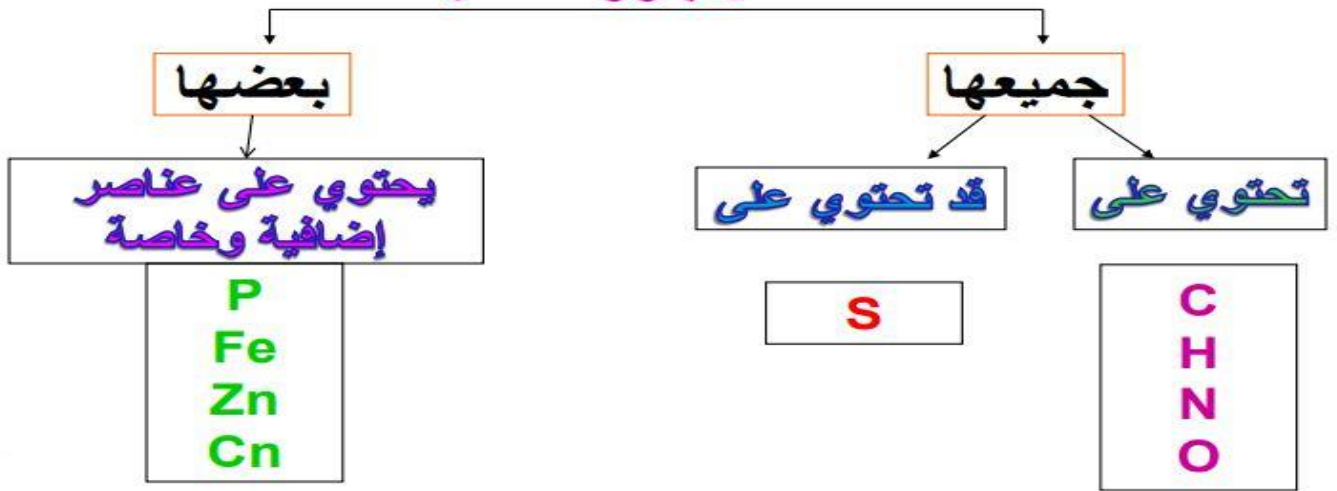 جميعها
تحتوي على
C
H
N
O
قد تحتوي على
S
بعضها
يحتوي على عناصر
إضافية وخاصة
P
Fe
Zn
Cn